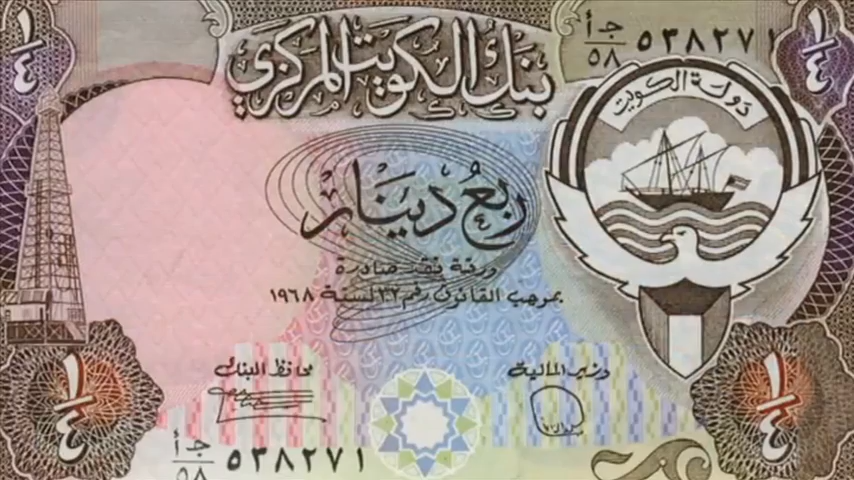 ١/٤
بنك الكويت المركزي
ج أ/٥٨ ٥٣٨٢٧١
١/٤
دولة الكويت
ربع دينار
ورقة نقد صادرة
بموجب القانون رقم ٣٢ لسنة ١٩٦٨
وزير المالية
محافظ البنك
١/٤
١/٤
ج أ/٥٨ ٥٣٨٢٧١